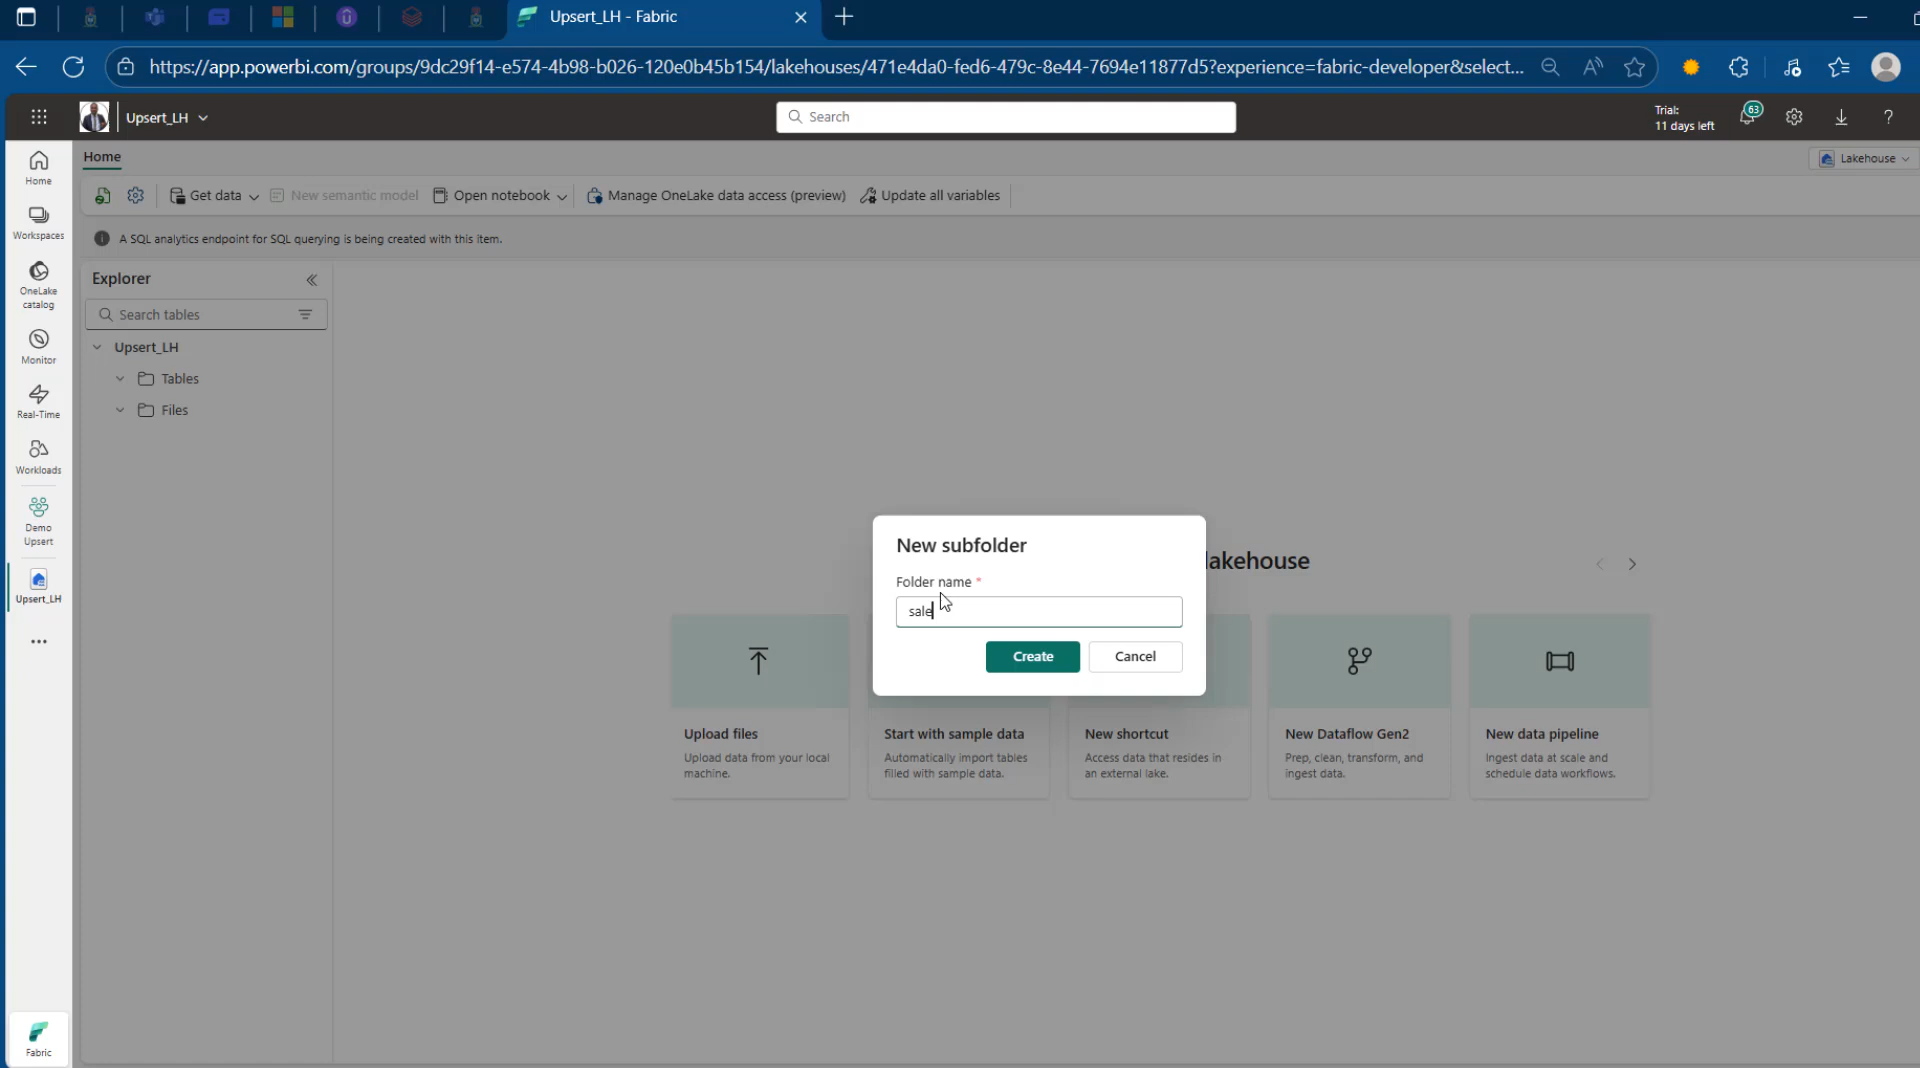 Upsert_LH - Fabric
https://app.powerbi.com/groups/9dc29f14-e574-4b98-b026-120e0b45b154/lakehouses/471e4da0-fed6-479c-8e44-7694e11877d5?experience=fabric-developer&select...
Upsert_LH
Search
Trial:
11 days left
63
?
Home
Lakehouse
Get data
New semantic model
Open notebook
Manage OneLake data access (preview)
Update all variables
A SQL analytics endpoint for SQL querying is being created with this item.
Home
Workspaces
OneLake
catalog
Monitor
Real-Time
Workloads
Demo
Upsert
Upsert_LH
Fabric
Explorer
Search tables
Upsert_LH
Tables
Files
lakehouse
New subfolder
Folder name *
sale
Create
Cancel
Upload files
Upload data from your local
machine.
Start with sample data
Automatically import tables
filled with sample data.
New shortcut
Access data that resides in
an external lake.
New Dataflow Gen2
Prep, clean, transform, and
ingest data.
New data pipeline
Ingest data at scale and
schedule data workflows.